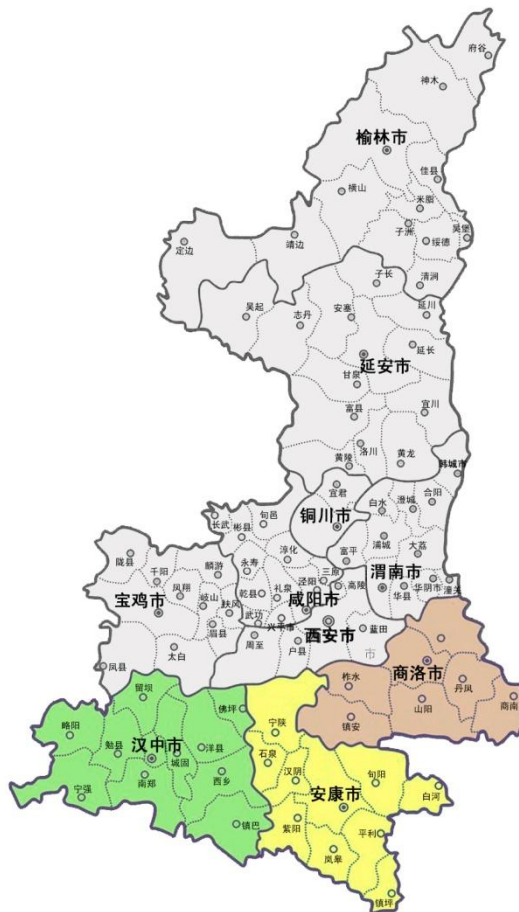 府谷
神木
榆林市
佳县
横山
米脂
子洲
吴堡
绥德
定边
靖边
子长
清涧
吴起
志丹
安塞
延川
延长
延安市
甘泉
富县
宜川
洛川
黄陵
黄龙
韩城市
宜君
白水
澄城
合阳
长武
彬县
旬邑
铜川市
蒲城
大荔
陇县
千阳
麟游
永寿
淳化
富平
渭南市
潼关
华阴市
华县
凤翔
岐山
扶风
乾县
礼泉
泾阳
三原
高陵
宝鸡市
咸阳市
武功
兴平市
西安市
蓝田
眉县
周至
户县
市
太白
凤县
商洛市
丹凤
商南
柞水
山阳
镇安
留坝
佛坪
略阳
勉县
汉中市
洋县
城固
宁强
南郑
西乡
镇巴
宁陕
石泉
汉阴
旬阳
白河
安康市
紫阳
平利
岚皋
镇坪